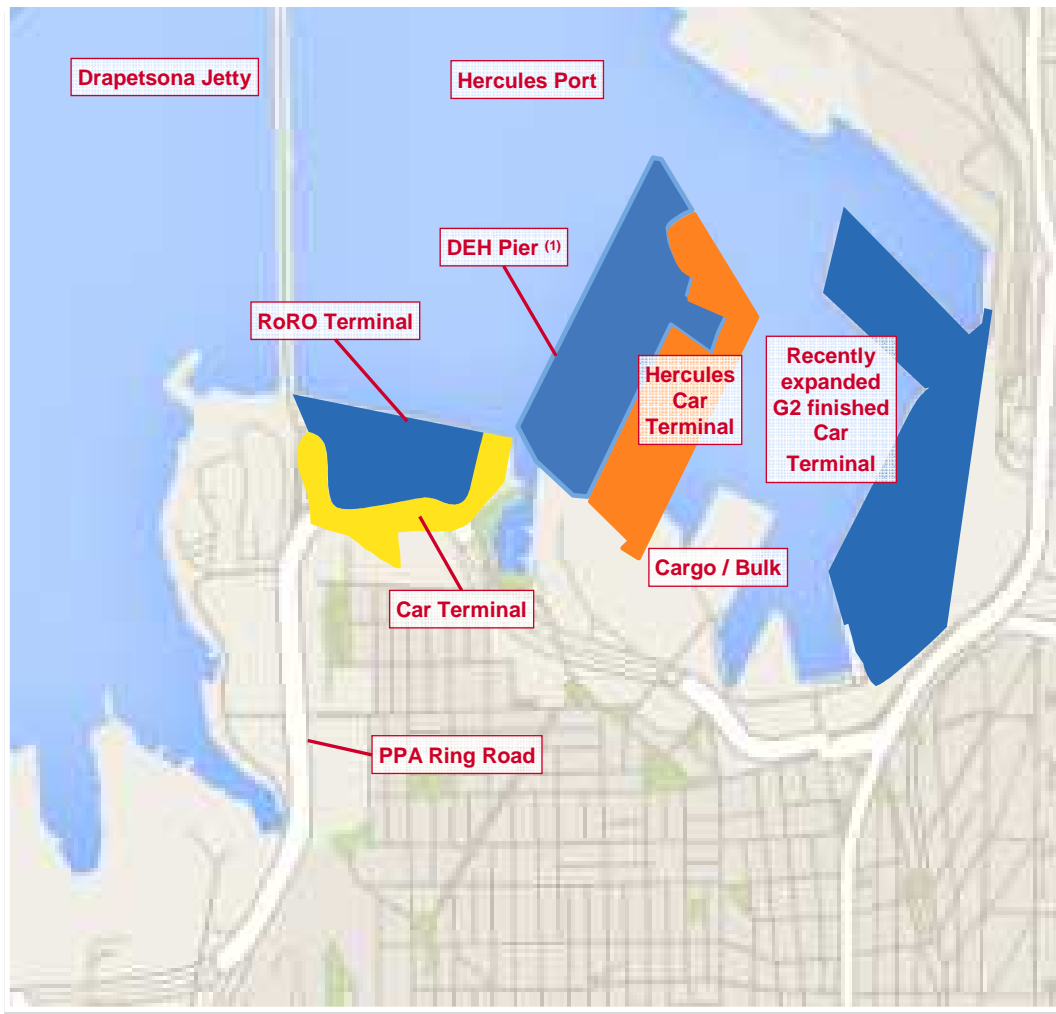 Drapetsona Jetty
Hercules Port
DEH Pier (1)
RoRO Terminal
Hercules
Car
Terminal
Recently
expanded
G2 finished
Car
Terminal
Cargo / Bulk
Car Terminal
PPA Ring Road